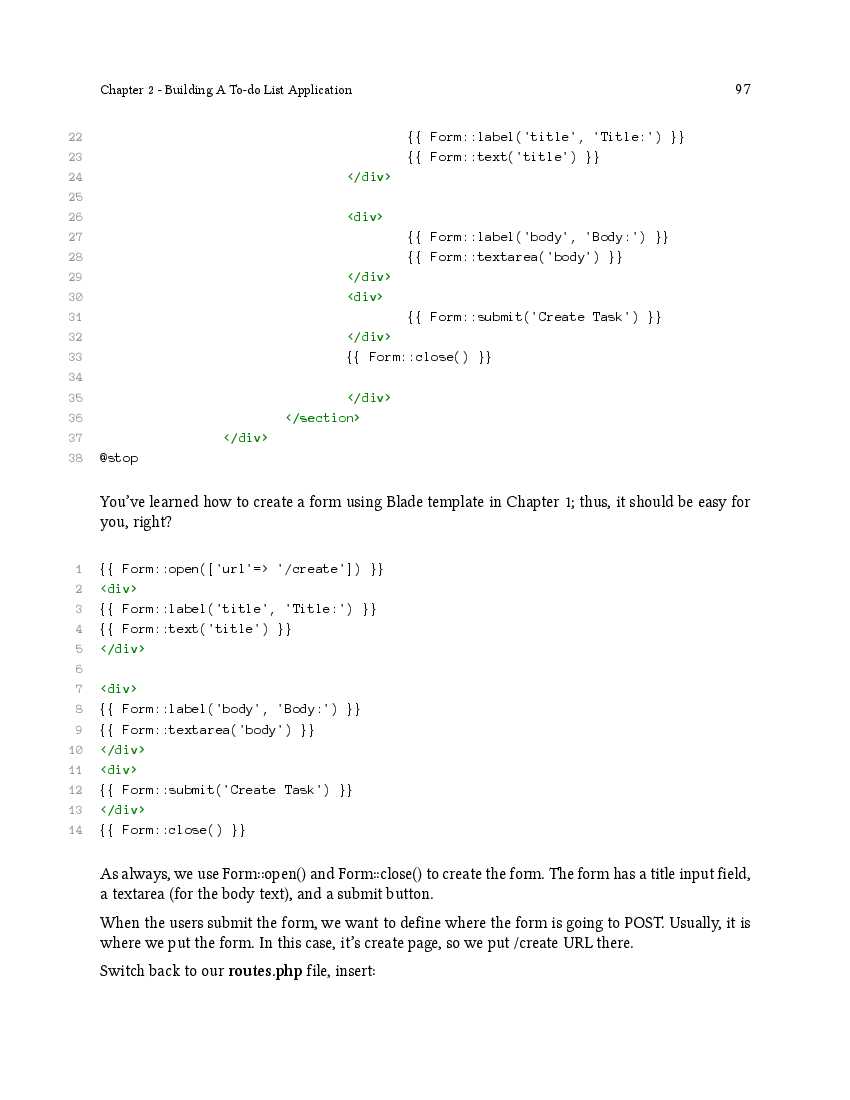 Chapter 2 - Building A To-do List Application 97
22 {{ Form::label('title', 'Title:') }}
23 {{ Form::text('title') }}
24 </div>
25
26 <div>
27 {{ Form::label('body', 'Body:') }}
28 {{ Form::textarea('body') }}
29 </div>
30 <div>
31 {{ Form::submit('Create Task') }}
32 </div>
33 {{ Form::close() }}
34
35 </div>
36 </section>
37 </div>
38 @stop
You've learned how to create a form using Blade template in Chapter 1; thus, it should be easy for
you, right?
1 {{ Form::open(['url'=> '/create']) }}
2 <div>
3 {{ Form::label('title', 'Title:') }}
4 {{ Form::text('title') }}
5 </div>
6
7 <div>
8 {{ Form::label('body', 'Body:') }}
9 {{ Form::textarea('body') }}
10 </div>
11 <div>
12 {{ Form::submit('Create Task') }}
13 </div>
14 {{ Form::close() }}
As always, we use Form::open() and Form::close() to create the form. The form has a title input field,
a textarea (for the body text), and a submit button.
When the users submit the form, we want to define where the form is going to POST. Usually, it is
where we put the form. In this case, it's create page, so we put /create URL there.
Switch back to our routes.php file, insert: